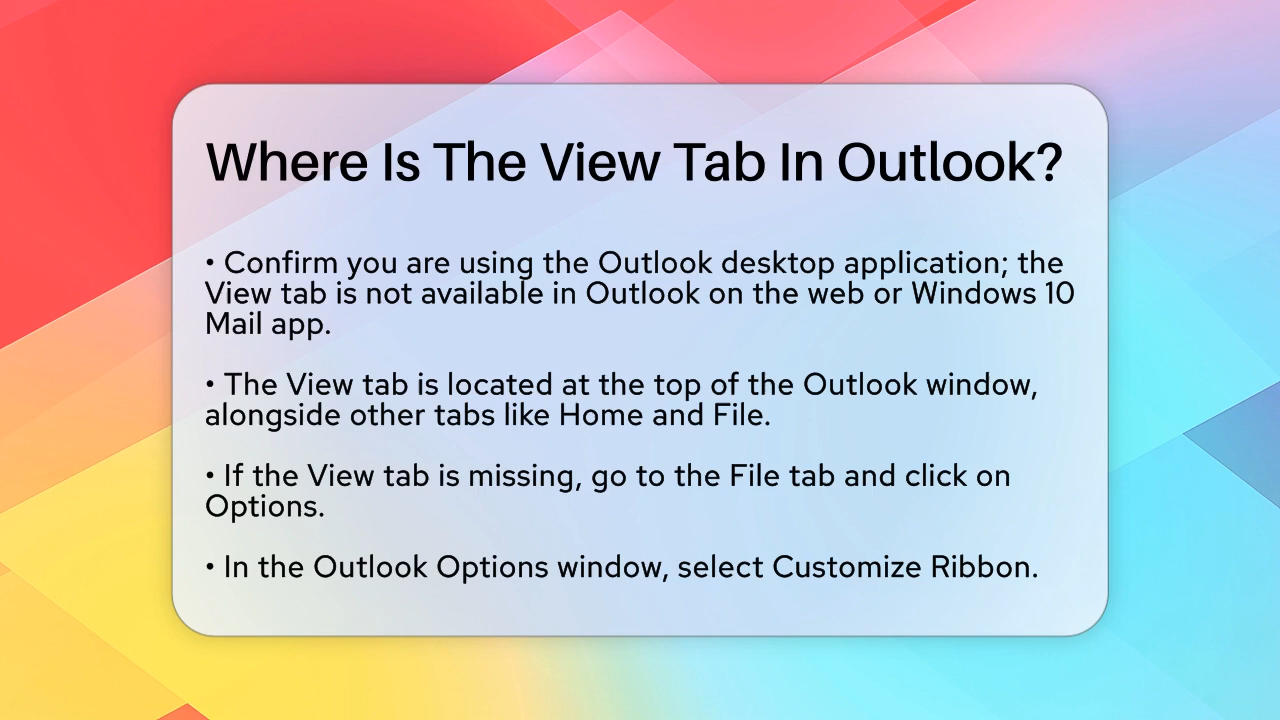 Where Is The View Tab In Outlook?
• Confirm you are using the Outlook desktop application; the
View tab is not available in Outlook on the web or Windows 10
Mail app.
• The View tab is located at the top of the Outlook window,
alongside other tabs like Home and File.
• If the View tab is missing, go to the File tab and click on
Options.
• In the Outlook Options window, select Customize Ribbon.